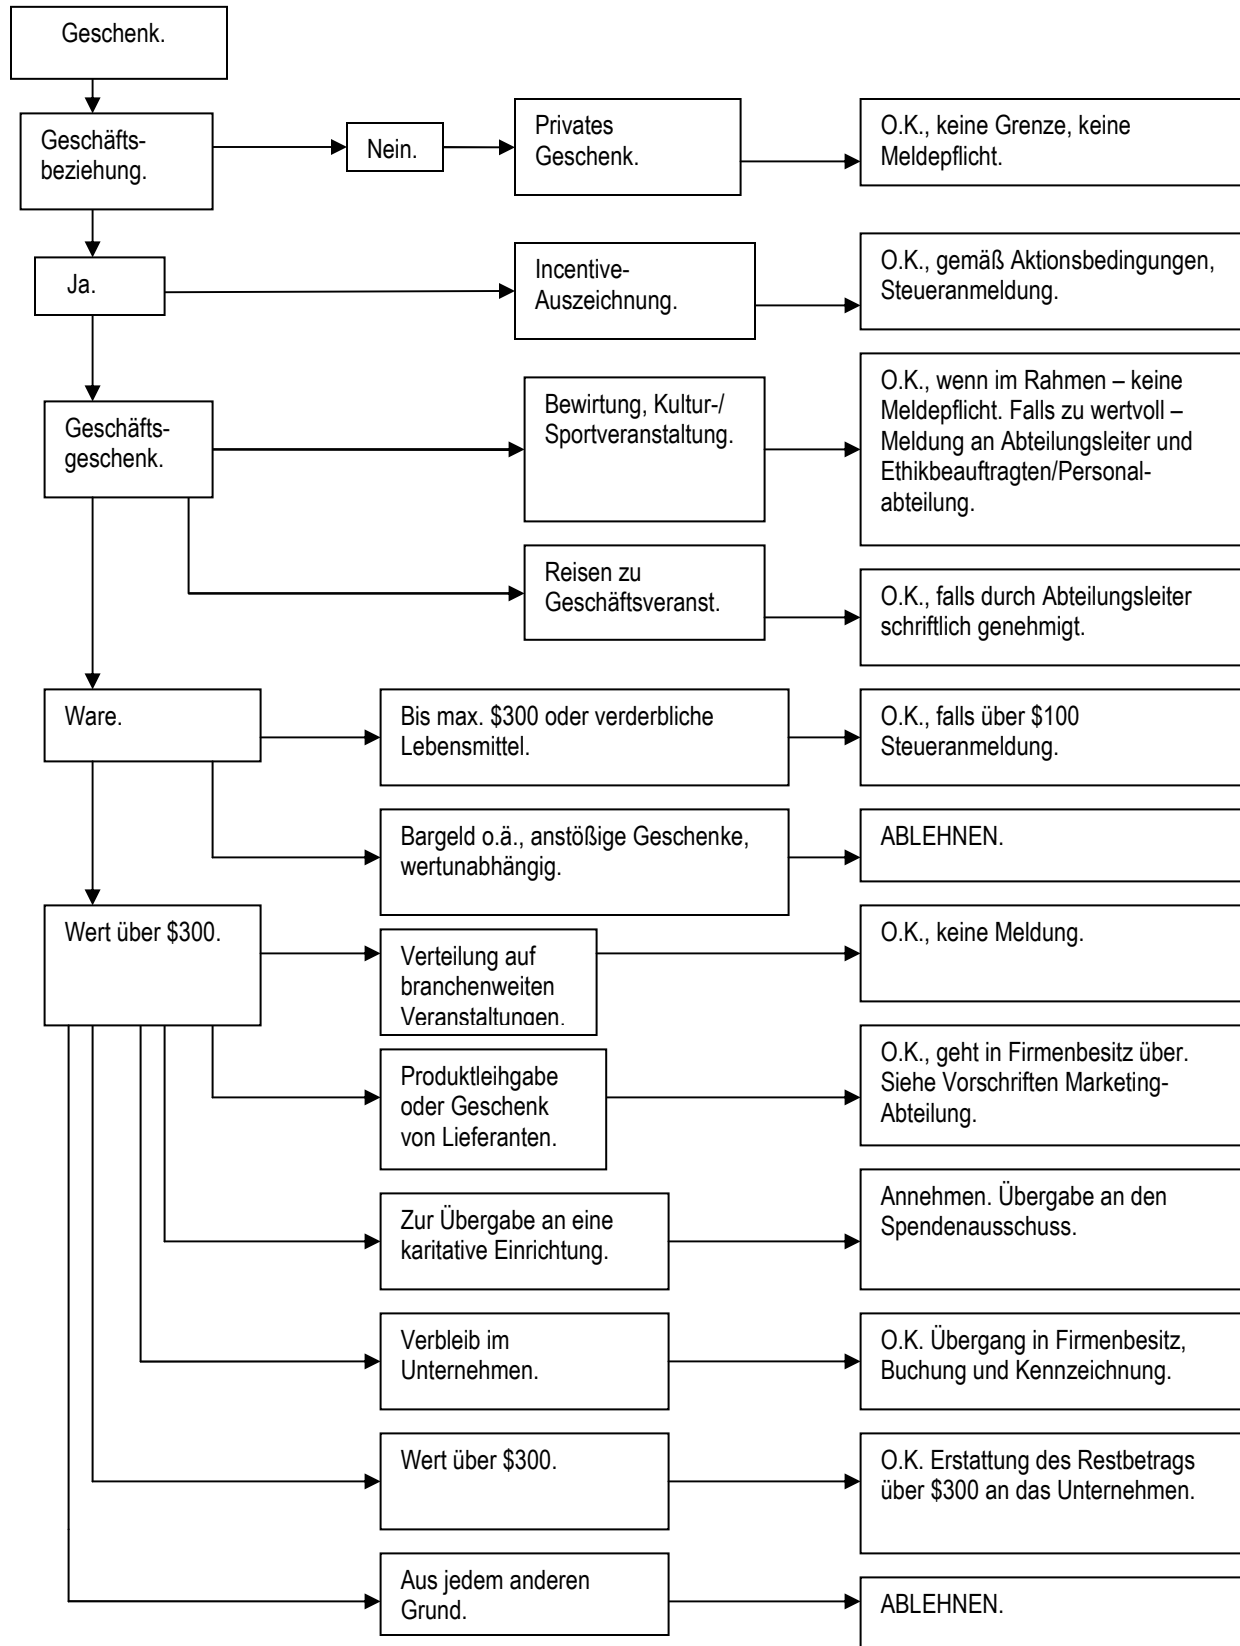 Geschenk.
Geschäfts-
beziehung.
Nein.
Privates
Geschenk.
O.K., keine Grenze, keine
Meldepflicht.
Ja.
Incentive-
Auszeichnung.
O.K., gemäß Aktionsbedingungen,
Steueranmeldung.
Geschäfts-
geschenk.
Bewirtung, Kultur-/
Sportveranstaltung.
O.K., wenn im Rahmen – keine
Meldepflicht. Falls zu wertvoll –
Meldung an Abteilungsleiter und
Ethikbeauftragten/Personal-
abteilung.
Reisen zu
Geschäftsveranst.
O.K., falls durch Abteilungsleiter
schriftlich genehmigt.
Ware.
Bis max. $300 oder verderbliche
Lebensmittel.
O.K., falls über $100
Steueranmeldung.
Bargeld o.ä., anstößige Geschenke,
wertunabhängig.
ABLEHNEN.
Wert über $300.
Verteilung auf
branchenweiten
Veranstaltungen.
O.K., keine Meldung.
Produktleihgabe
oder Geschenk
von Lieferanten.
O.K., geht in Firmenbesitz über.
Siehe Vorschriften Marketing-
Abteilung.
Zur Übergabe an eine
karitative Einrichtung.
Annehmen. Übergabe an den
Spendenausschuss.
Verbleib im
Unternehmen.
O.K. Übergang in Firmenbesitz,
Buchung und Kennzeichnung.
Wert über $300.
O.K. Erstattung des Restbetrags
über $300 an das Unternehmen.
Aus jedem anderen
Grund.
ABLEHNEN.